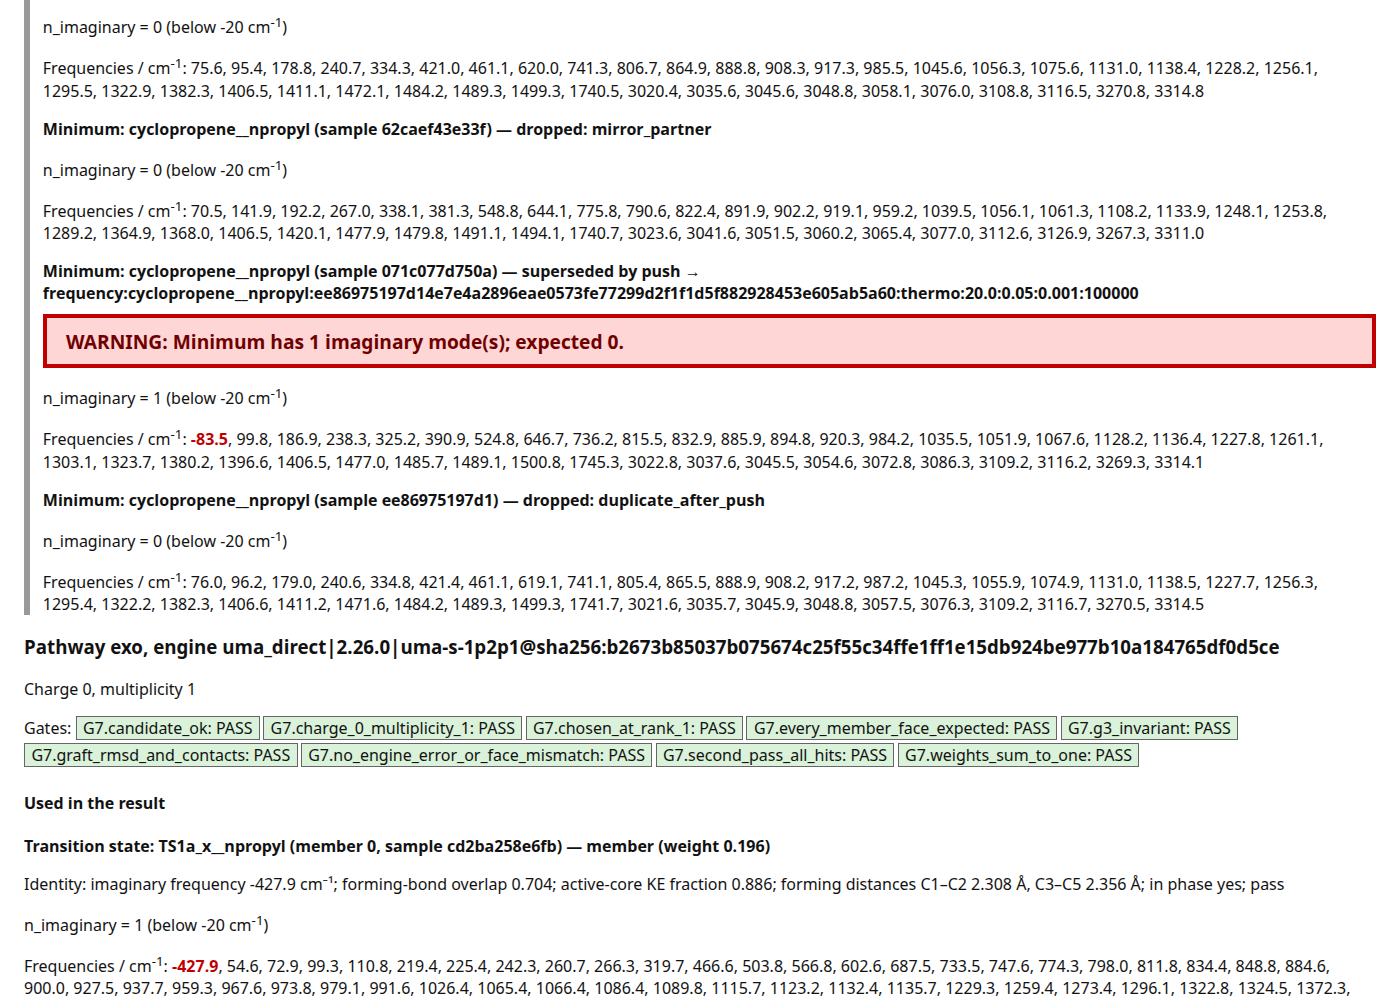 n_imaginary = 0 (below -20 cm⁻¹)
Frequencies / cm⁻¹: 75.6, 95.4, 178.8, 240.7, 334.3, 421.0, 461.1, 620.0, 741.3, 806.7, 864.9, 888.8, 908.3, 917.3, 985.5, 1045.6, 1056.3, 1075.6, 1131.0, 1138.4, 1228.2, 1256.1,
1295.5, 1322.9, 1382.3, 1406.5, 1411.1, 1472.1, 1484.2, 1489.3, 1499.3, 1740.5, 3020.4, 3035.6, 3045.6, 3048.8, 3058.1, 3076.0, 3108.8, 3116.5, 3270.8, 3314.8
Minimum: cyclopropene__npropyl (sample 62caef43e33f) — dropped: mirror_partner
n_imaginary = 0 (below -20 cm⁻¹)
Frequencies / cm⁻¹: 70.5, 141.9, 192.2, 267.0, 338.1, 381.3, 548.8, 644.1, 775.8, 790.6, 822.4, 891.9, 902.2, 919.1, 959.2, 1039.5, 1056.1, 1061.3, 1108.2, 1133.9, 1248.1, 1253.8,
1289.2, 1364.9, 1368.0, 1406.5, 1420.1, 1477.9, 1479.8, 1491.1, 1494.1, 1740.7, 3023.6, 3041.6, 3051.5, 3060.2, 3065.4, 3077.0, 3112.6, 3126.9, 3267.3, 3311.0
Minimum: cyclopropene__npropyl (sample 071c077d750a) — superseded by push →
frequency:cyclopropene__npropyl:ee86975197d14e7e4a2896eae0573fe77299d2f1f1d5f882928453e605ab5a60:thermo:20.0:0.05:0.001:100000
WARNING: Minimum has 1 imaginary mode(s); expected 0.
n_imaginary = 1 (below -20 cm⁻¹)
Frequencies / cm⁻¹: -83.5, 99.8, 186.9, 238.3, 325.2, 390.9, 524.8, 646.7, 736.2, 815.5, 832.9, 885.9, 894.8, 920.3, 984.2, 1035.5, 1051.9, 1067.6, 1128.2, 1136.4, 1227.8, 1261.1,
1303.1, 1323.7, 1380.2, 1396.6, 1406.5, 1477.0, 1485.7, 1489.1, 1500.8, 1745.3, 3022.8, 3037.6, 3045.5, 3054.6, 3072.8, 3086.3, 3109.2, 3116.2, 3269.3, 3314.1
Minimum: cyclopropene__npropyl (sample ee86975197d1) — dropped: duplicate_after_push
n_imaginary = 0 (below -20 cm⁻¹)
Frequencies / cm⁻¹: 76.0, 96.2, 179.0, 240.6, 334.8, 421.4, 461.1, 619.1, 741.1, 805.4, 865.5, 888.9, 908.2, 917.2, 987.2, 1045.3, 1055.9, 1074.9, 1131.0, 1138.5, 1227.7, 1256.3,
1295.4, 1322.2, 1382.3, 1406.6, 1411.2, 1471.6, 1484.2, 1489.3, 1499.3, 1741.7, 3021.6, 3035.7, 3045.9, 3048.8, 3057.5, 3076.3, 3109.2, 3116.7, 3270.5, 3314.5
Pathway exo, engine uma_direct|2.26.0|uma-s-1p2p1@sha256:b2673b85037b075674c25f55c34ffe1ff1e15db924be977b10a184765df0d5ce
Charge 0, multiplicity 1
Gates: G7.candidate_ok: PASS G7.charge_0_multiplicity_1: PASS G7.chosen_at_rank_1: PASS G7.every_member_face_expected: PASS G7.g3_invariant: PASS
G7.graft_rmsd_and_contacts: PASS G7.no_engine_error_or_face_mismatch: PASS G7.second_pass_all_hits: PASS G7.weights_sum_to_one: PASS
Used in the result
Transition state: TS1a_x__npropyl (member 0, sample cd2ba258e6fb) — member (weight 0.196)
Identity: imaginary frequency -427.9 cm⁻¹; forming-bond overlap 0.704; active-core KE fraction 0.886; forming distances C1–C2 2.308 Å, C3–C5 2.356 Å; in phase yes; pass
n_imaginary = 1 (below -20 cm⁻¹)
Frequencies / cm⁻¹: -427.9, 54.6, 72.9, 99.3, 110.8, 219.4, 225.4, 242.3, 260.7, 266.3, 319.7, 466.6, 503.8, 566.8, 602.6, 687.5, 733.5, 747.6, 774.3, 798.0, 811.8, 834.4, 848.8, 884.6,
900.0, 927.5, 937.7, 959.3, 967.6, 973.8, 979.1, 991.6, 1026.4, 1065.4, 1066.4, 1086.4, 1089.8, 1115.7, 1123.2, 1132.4, 1135.7, 1229.3, 1259.4, 1273.4, 1296.1, 1322.8, 1324.5, 1372.3,